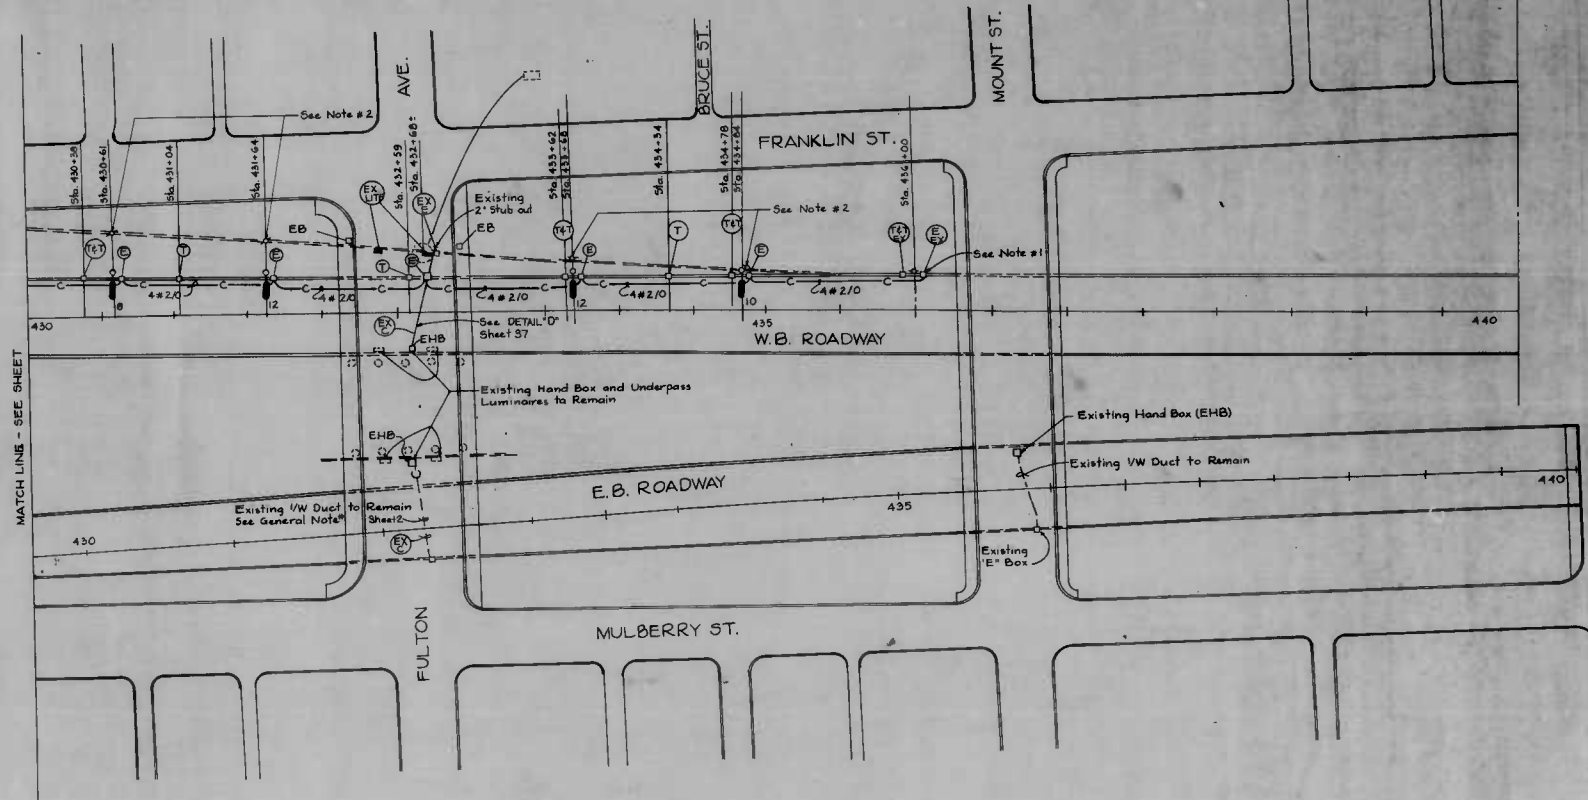 AVE.
BRUCE ST.
MOUNT ST.
See Note #2
FRANKLIN ST.
Sta. 430+38
Sta. 430+61
Sta. 431+04
Sta. 431+64
Sta. 432+59
Sta. 432+68±
Sta. 433+62
Sta. 433+68
Sta. 434+34
Sta. 434+78
Sta. 434+84
Sta. 436+00
EX
LITE
EX
E
Existing
2" Stub out
EB
EB
See Note #2
T&T
E
T
E
T
E
T&T
E
T
T&T
E
T&T
EX
E
EX
See Note #1
C
4 #2/0
C
C
C
4 #2/0
C
C
4 #2/0
C
C
4 #2/0
C
C
4 #2/0
8
12
12
10
430
435
440
EX
C
See DETAIL "D"
Sheet 37
EHB
W.B. ROADWAY
MATCH LINE - SEE SHEET
Existing Hand Box and Underpass
Luminaires to Remain
EHB
Existing Hand Box (EHB)
Existing I/W Duct to Remain
E.B. ROADWAY
C
Existing I/W Duct to Remain
See General Note# Sheet 2
430
435
440
EX
C
Existing
"E" Box
FULTON
MULBERRY ST.